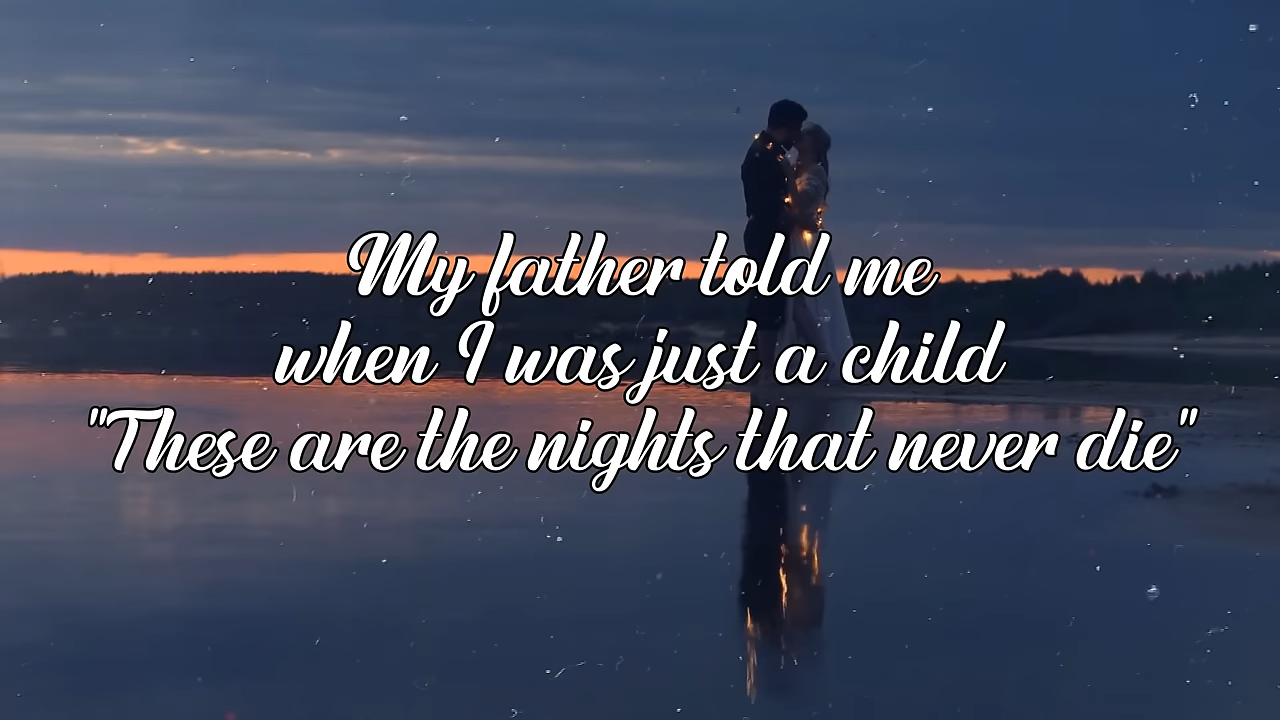 My father told me
when I was just a child
"These are the nights that never die"